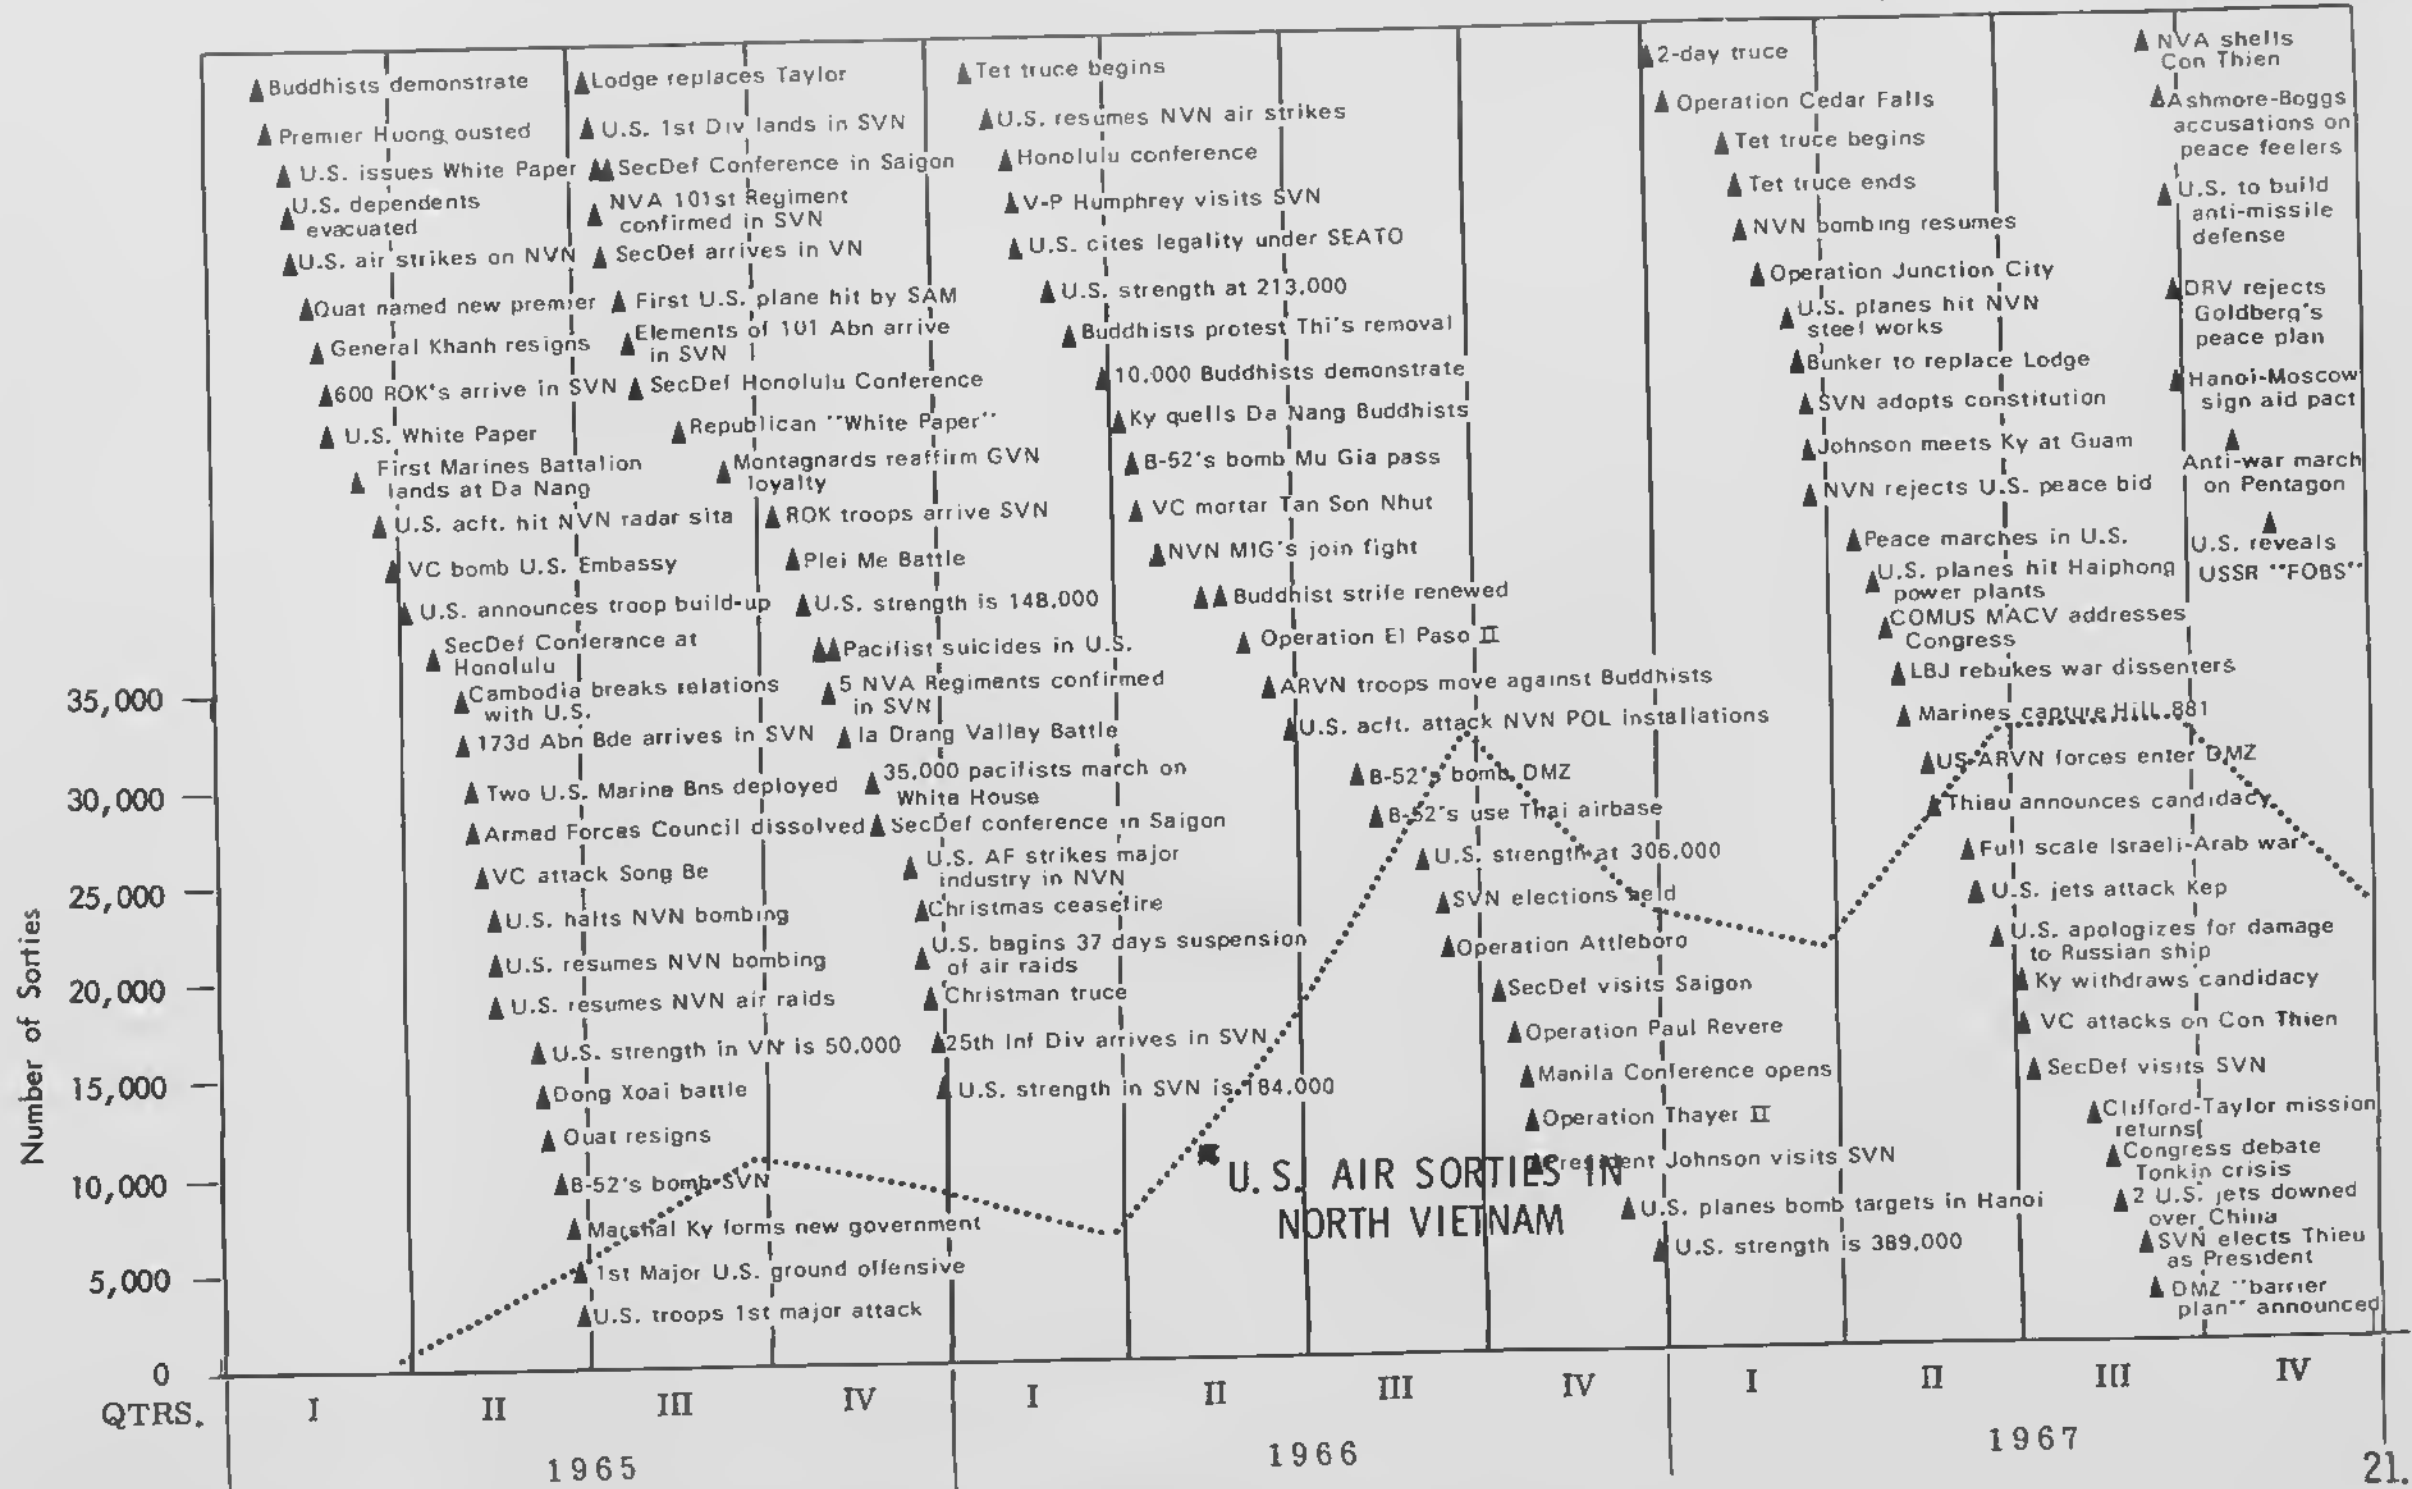 Buddhists demonstrate
Premier Huong ousted
U.S. issues White Paper
U.S. dependents
evacuated
U.S. air strikes on NVN
Quat named new premier
General Khanh resigns
600 ROK's arrive in SVN
U.S. White Paper
First Marines Battalion
lands at Da Nang
U.S. acft. hit NVN radar sita
VC bomb U.S. Embassy
U.S. announces troop build-up
SecDef Conferance at
Honolulu
Cambodia breaks relations
with U.S.
173d Abn Bde arrives in SVN
Two U.S. Marine Bns deployed
Armed Forces Council dissolved
VC attack Song Be
U.S. halts NVN bombing
U.S. resumes NVN bombing
U.S. resumes NVN air raids
U.S. strength in VN is 50,000
Dong Xoai battle
Quat resigns
B-52's bomb SVN
Marshal Ky forms new government
1st Major U.S. ground offensive
U.S. troops 1st major attack
Lodge replaces Taylor
U.S. 1st Div lands in SVN
SecDef Conference in Saigon
NVA 101st Regiment
confirmed in SVN
SecDef arrives in VN
First U.S. plane hit by SAM
Elements of 101 Abn arrive
in SVN
SecDef Honolulu Conference
Republican "White Paper"
Montagnards reaffirm GVN
loyalty
ROK troops arrive SVN
Plei Me Battle
U.S. strength is 148,000
Pacifist suicides in U.S.
5 NVA Regiments confirmed
in SVN
Ia Drang Valley Battle
35,000 pacifists march on
White House
SecDef conference in Saigon
U.S. AF strikes major
industry in NVN
Christmas ceasefire
U.S. begins 37 days suspension
of air raids
Christman truce
25th Inf Div arrives in SVN
U.S. strength in SVN is 184,000
Tet truce begins
U.S. resumes NVN air strikes
Honolulu conference
V-P Humphrey visits SVN
U.S. cites legality under SEATO
U.S. strength at 213,000
Buddhists protest Thi's removal
10,000 Buddhists demonstrate
Ky quells Da Nang Buddhists
B-52's bomb Mu Gia pass
VC mortar Tan Son Nhut
NVN MIG's join fight
Buddhist strife renewed
Operation El Paso II
ARVN troops move against Buddhists
U.S. acft. attack NVN POL installations
B-52's bomb DMZ
B-52's use Thai airbase
U.S. strength at 306,000
SVN elections held
Operation Attleboro
SecDef visits Saigon
Operation Paul Revere
Manila Conference opens
Operation Thayer II
President Johnson visits SVN
U.S. planes bomb targets in Hanoi
U.S. strength is 389,000
2-day truce
Operation Cedar Falls
Tet truce begins
Tet truce ends
NVN bombing resumes
Operation Junction City
U.S. planes hit NVN
steel works
Bunker to replace Lodge
SVN adopts constitution
Johnson meets Ky at Guam
NVN rejects U.S. peace bid
Peace marches in U.S.
U.S. planes hit Haiphong
power plants
COMUS MACV addresses
Congress
LBJ rebukes war dissenters
Marines capture Hill 881
US-ARVN forces enter DMZ
Thieu announces candidacy
Full scale Israeli-Arab war
U.S. jets attack Kep
U.S. apologizes for damage
to Russian ship
Ky withdraws candidacy
VC attacks on Con Thien
SecDef visits SVN
Clifford-Taylor mission
returns
Congress debate
Tonkin crisis
2 U.S. jets downed
over China
SVN elects Thieu
as President
DMZ "barrier
plan" announced
NVA shells
Con Thien
Ashmore-Boggs
accusations on
peace feelers
U.S. to build
anti-missile
defense
DRV rejects
Goldberg's
peace plan
Hanoi-Moscow
sign aid pact
Anti-war march
on Pentagon
U.S. reveals
USSR "FOBS"
U.S. AIR SORTIES IN
NORTH VIETNAM
Number of Sorties
35,000
30,000
25,000
20,000
15,000
10,000
5,000
0
QTRS. I II III IV I II III IV I II III IV
1965 1966 1967
21.